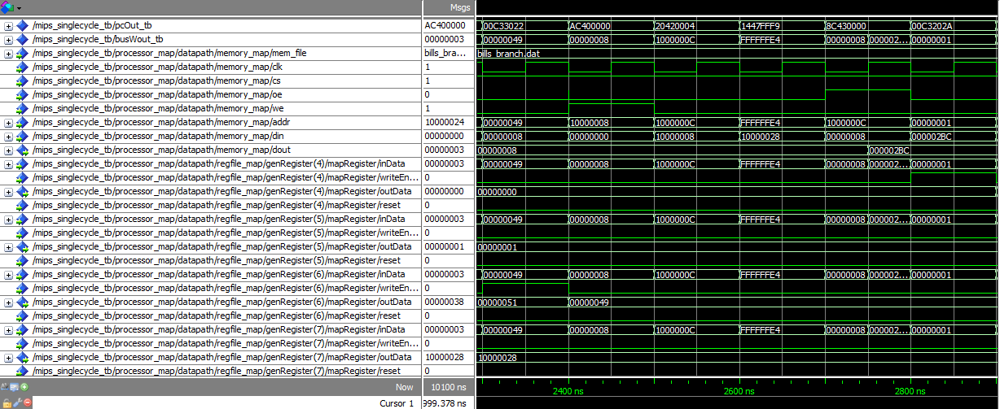 Msgs
/mips_singlecycle_tb/pcOut_tb AC400000 00C33022 AC400000 20420004 1447FFF9 8C430000 00C3202A
/mips_singlecycle_tb/busWout_tb 00000003 00000049 00000008 1000000C FFFFFFE4 00000008 000002... 00000001
/mips_singlecycle_tb/processor_map/datapath/memory_map/mem_file bills_bra... bills_branch.dat
/mips_singlecycle_tb/processor_map/datapath/memory_map/clk 1
/mips_singlecycle_tb/processor_map/datapath/memory_map/cs 1
/mips_singlecycle_tb/processor_map/datapath/memory_map/oe 0
/mips_singlecycle_tb/processor_map/datapath/memory_map/we 1
/mips_singlecycle_tb/processor_map/datapath/memory_map/addr 10000024 00000049 10000008 1000000C FFFFFFE4 1000000C 00000001
/mips_singlecycle_tb/processor_map/datapath/memory_map/din 00000000 00000008 00000000 10000008 10000028 00000008 000002BC
/mips_singlecycle_tb/processor_map/datapath/memory_map/dout 00000003 00000008 000002BC
/mips_singlecycle_tb/processor_map/datapath/regfile_map/genRegister(4)/mapRegister/inData 00000003 00000049 00000008 1000000C FFFFFFE4 00000008 000002... 00000001
/mips_singlecycle_tb/processor_map/datapath/regfile_map/genRegister(4)/mapRegister/writeEn... 0
/mips_singlecycle_tb/processor_map/datapath/regfile_map/genRegister(4)/mapRegister/outData 00000000 00000000
/mips_singlecycle_tb/processor_map/datapath/regfile_map/genRegister(4)/mapRegister/reset 0
/mips_singlecycle_tb/processor_map/datapath/regfile_map/genRegister(5)/mapRegister/inData 00000003 00000049 00000008 1000000C FFFFFFE4 00000008 000002... 00000001
/mips_singlecycle_tb/processor_map/datapath/regfile_map/genRegister(5)/mapRegister/writeEn... 0
/mips_singlecycle_tb/processor_map/datapath/regfile_map/genRegister(5)/mapRegister/outData 00000001 00000001
/mips_singlecycle_tb/processor_map/datapath/regfile_map/genRegister(5)/mapRegister/reset 0
/mips_singlecycle_tb/processor_map/datapath/regfile_map/genRegister(6)/mapRegister/inData 00000003 00000049 00000008 1000000C FFFFFFE4 00000008 000002... 00000001
/mips_singlecycle_tb/processor_map/datapath/regfile_map/genRegister(6)/mapRegister/writeEn... 0
/mips_singlecycle_tb/processor_map/datapath/regfile_map/genRegister(6)/mapRegister/outData 00000038 00000051 00000049
/mips_singlecycle_tb/processor_map/datapath/regfile_map/genRegister(6)/mapRegister/reset 0
/mips_singlecycle_tb/processor_map/datapath/regfile_map/genRegister(7)/mapRegister/inData 00000003 00000049 00000008 1000000C FFFFFFE4 00000008 000002... 00000001
/mips_singlecycle_tb/processor_map/datapath/regfile_map/genRegister(7)/mapRegister/writeEn... 0
/mips_singlecycle_tb/processor_map/datapath/regfile_map/genRegister(7)/mapRegister/outData 10000028 10000028
/mips_singlecycle_tb/processor_map/datapath/regfile_map/genRegister(7)/mapRegister/reset 0
Now 10100 ns 2400 ns 2600 ns 2800 ns
Cursor 1 999.378 ns